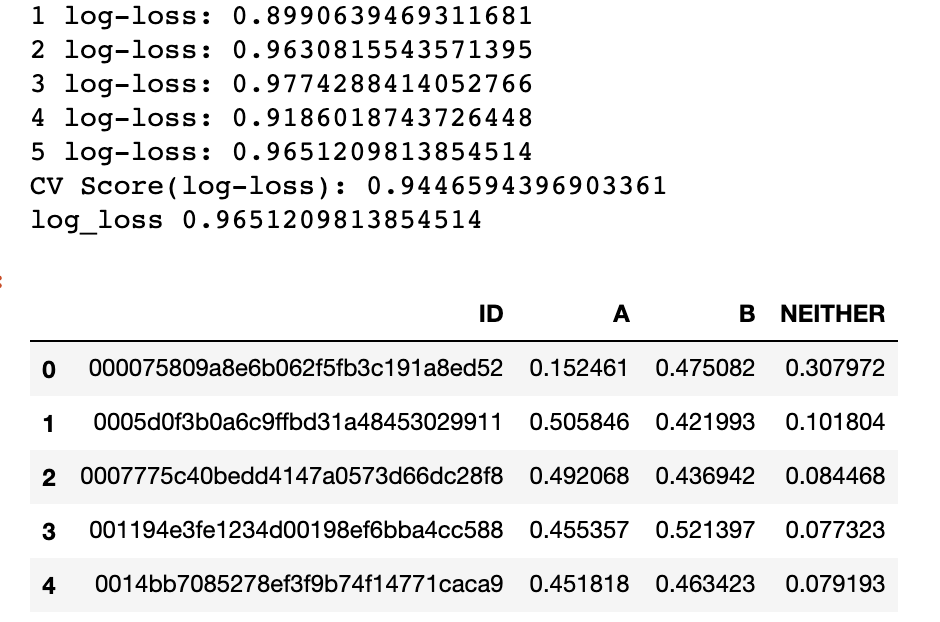 1 log-loss: 0.8990639469311681
2 log-loss: 0.9630815543571395
3 log-loss: 0.9774288414052766
4 log-loss: 0.9186018743726448
5 log-loss: 0.9651209813854514
CV Score(log-loss): 0.9446594396903361
log_loss 0.9651209813854514
ID A B NEITHER
0 000075809a8e6b062f5fb3c191a8ed52 0.152461 0.475082 0.307972
1 0005d0f3b0a6c9ffbd31a48453029911 0.505846 0.421993 0.101804
2 0007775c40bedd4147a0573d66dc28f8 0.492068 0.436942 0.084468
3 001194e3fe1234d00198ef6bba4cc588 0.455357 0.521397 0.077323
4 0014bb7085278ef3f9b74f14771caca9 0.451818 0.463423 0.079193